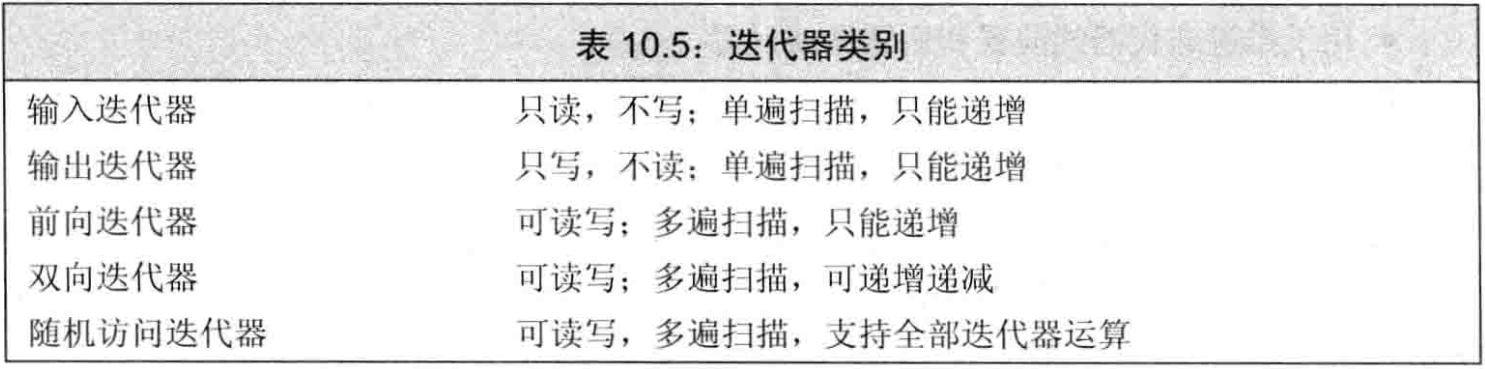 表 10.5：迭代器类别
输入迭代器 只读，不写；单遍扫描，只能递增
输出迭代器 只写，不读；单遍扫描，只能递增
前向迭代器 可读写；多遍扫描，只能递增
双向迭代器 可读写；多遍扫描，可递增递减
随机访问迭代器 可读写，多遍扫描，支持全部迭代器运算